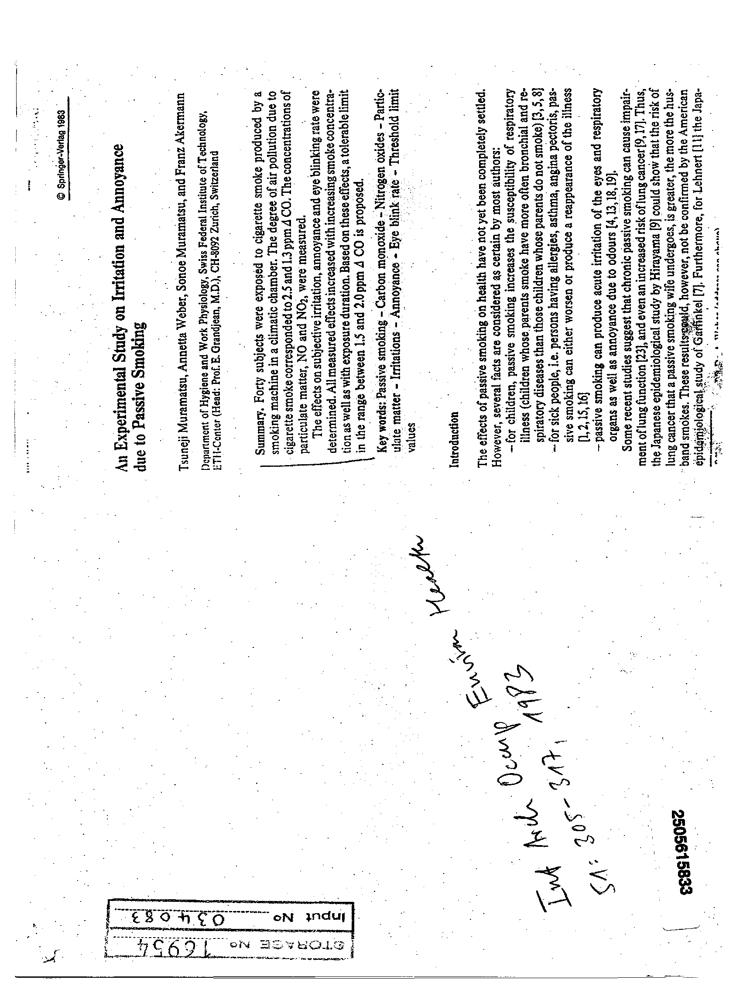 © Springer-Verlag 1983
An Experimental Study on Irritation and Annoyance
due to Passive Smoking
Tsuneji Muramatsu, Annetta Weber, Sonoe Muramatsu, and Franz Akermann
Department of Hygiene and Work Physiology, Swiss Federal Institute of Technology,
ETH-Center (Head: Prof. E. Grandjean, M.D.), CH-8092 Zurich, Switzerland
Summary. Forty subjects were exposed to cigarette smoke produced by a
smoking machine in a climatic chamber. The degree of air pollution due to
cigarette smoke corresponded to 2.5 and 1.3 ppm Δ CO. The concentrations of
particulate matter, NO and NO₂, were measured.
The effects on subjective irritation, annoyance and eye blinking rate were
determined. All measured effects increased with increasing smoke concentra-
tion as well as with exposure duration. Based on these effects, a tolerable limit
in the range between 1.5 and 2.0 ppm Δ CO is proposed.
Key words: Passive smoking – Carbon monoxide – Nitrogen oxides – Partic-
ulate matter – Irritations – Annoyance – Eye blink rate – Threshold limit
values
Introduction
The effects of passive smoking on health have not yet been completely settled.
However, several facts are considered as certain by most authors:
– for children, passive smoking increases the susceptibility of respiratory
illness (children whose parents smoke have more often bronchial and re-
spiratory diseases than those children whose parents do not smoke) [3, 5, 8]
– for sick people, i.e. persons having allergies, asthma, angina pectoris, pas-
sive smoking can either worsen or produce a reappearance of the illness
[1, 2, 15, 16]
– passive smoking can produce acute irritation of the eyes and respiratory
organs as well as annoyance due to odours [4, 13, 18, 19].
Some recent studies suggest that chronic passive smoking can cause impair-
ment of lung function [23], and even an increased risk of lung cancer [9, 17]. Thus,
the Japanese epidemiological study by Hirayama [9] could show that the risk of
lung cancer that a passive smoking wife undergoes, is greater, the more the hus-
band smokes. These results could, however, not be confirmed by the American
epidemiological study of Garfinkel [7]. Furthermore, for Lehnert [11] the Japa-
Int Arch Occup Environ Health
51: 305-317, 1983
2505615833
Input No 034083
STORAGE No 16954